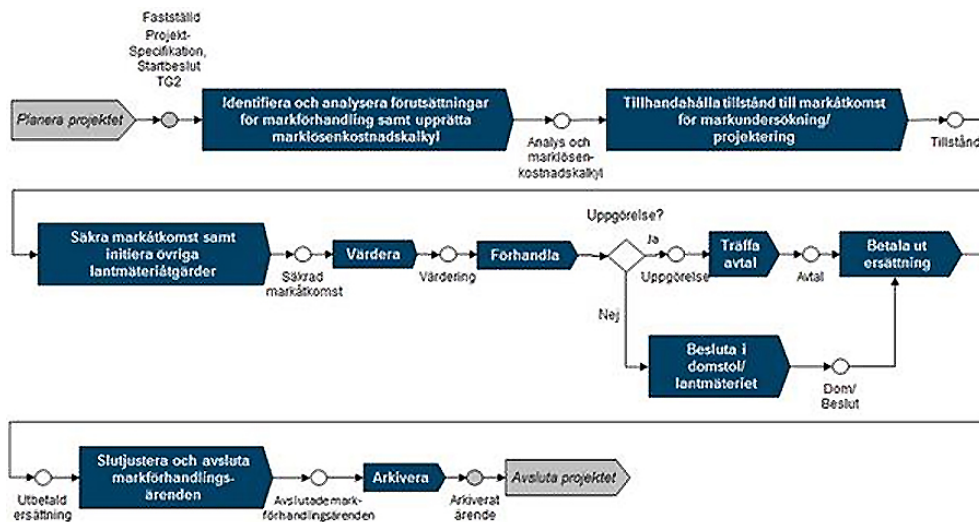 Fastställd
Projekt-
Specifikation,
Startbeslut
TG2
Planera projektet
Identifiera och analysera förutsättningar
för markförhandling samt upprätta
marklösenkostnadskalkyl
Analys och
marklösen-
kostnadskalkyl
Tillhandahålla tillstånd till markåtkomst
för markundersökning/
projektering
Tillstånd
Säkra markåtkomst samt
initiera övriga
lantmäteriåtgärder
Säkrad
markåtkomst
Värdera
Värdering
Förhandla
Uppgörelse?
Ja
Uppgörelse
Träffa
avtal
Avtal
Betala ut
ersättning
Nej
Besluta i
domstol/
lantmäteriet
Dom/
Beslut
Utbetald
ersättning
Slutjustera och avsluta
markförhandlings-
ärenden
Avslutade mark-
förhandlingsärenden
Arkivera
Arkiverat
ärende
Avsluta projektet